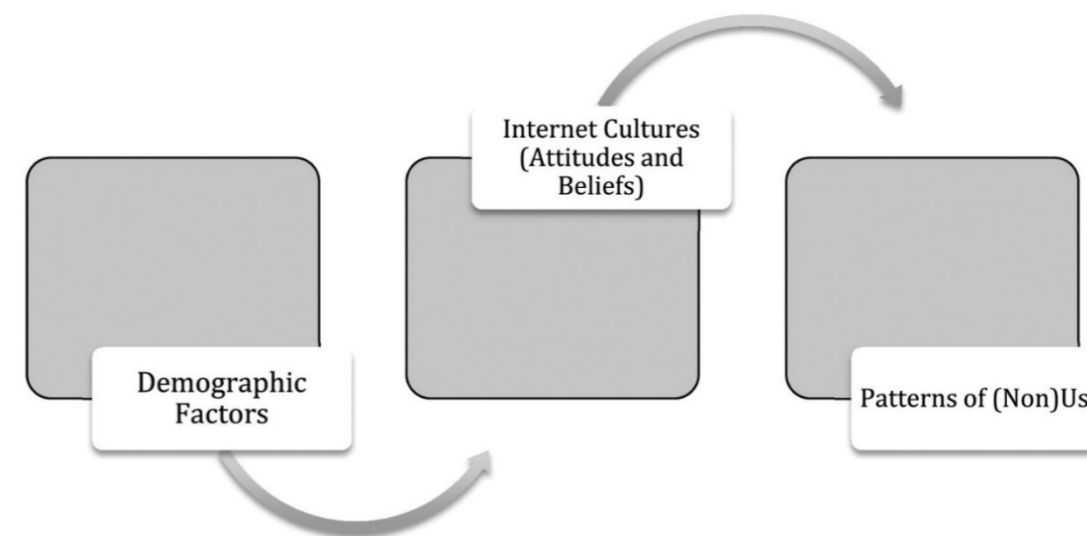 Internet Cultures
(Attitudes and
Beliefs)
Demographic
Factors
Patterns of (Non)Us